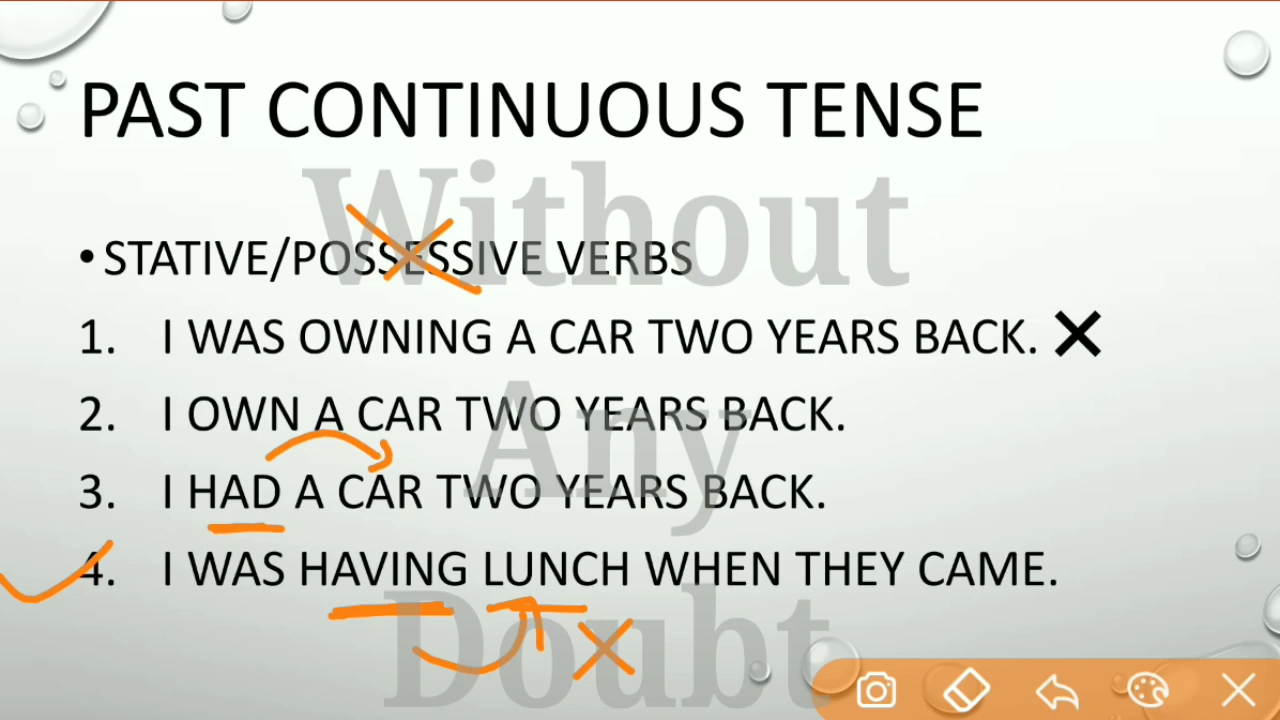 PAST CONTINUOUS TENSE
• STATIVE/POSSESSIVE VERBS
1. I WAS OWNING A CAR TWO YEARS BACK. ✕
2. I OWN A CAR TWO YEARS BACK.
3. I HAD A CAR TWO YEARS BACK.
4. I WAS HAVING LUNCH WHEN THEY CAME.
Without
Any
Doubt